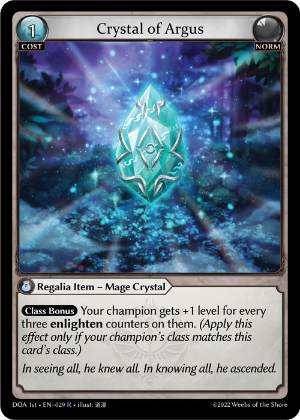 1
Crystal of Argus
COST
NORM
Regalia Item – Mage Crystal
Class Bonus Your champion gets +1 level for every
three enlighten counters on them. (Apply this
effect only if your champion's class matches this
card's class.)
In seeing all, he knew all. In knowing all, he ascended.
DOA 1st • EN-029 R • illust: 道漫
©2022 Weebs of the Shore